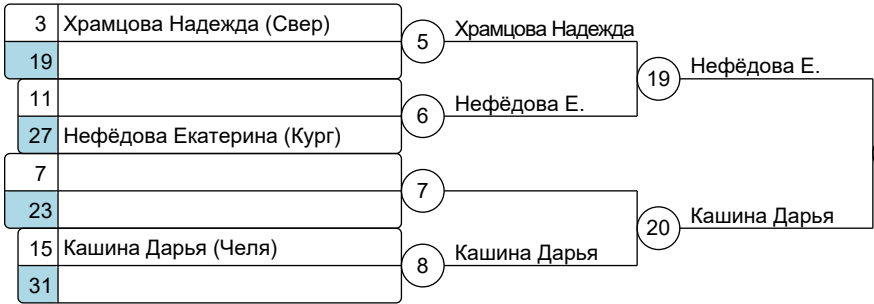 3 Храмцова Надежда (Свер)
5 Храмцова Надежда
19
19 Нефёдова Е.
11
6 Нефёдова Е.
27 Нефёдова Екатерина (Кург)
7
7
23
20 Кашина Дарья
15 Кашина Дарья (Челя)
8 Кашина Дарья
31